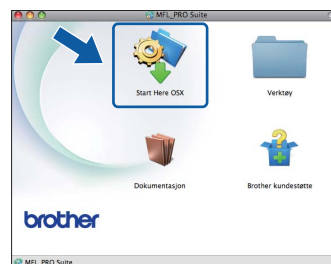 MFL_PRO Suite
Start Here OSX
Verktøy
Dokumentasjon
Brother kundestøtte
brother
MFL_PRO Suite